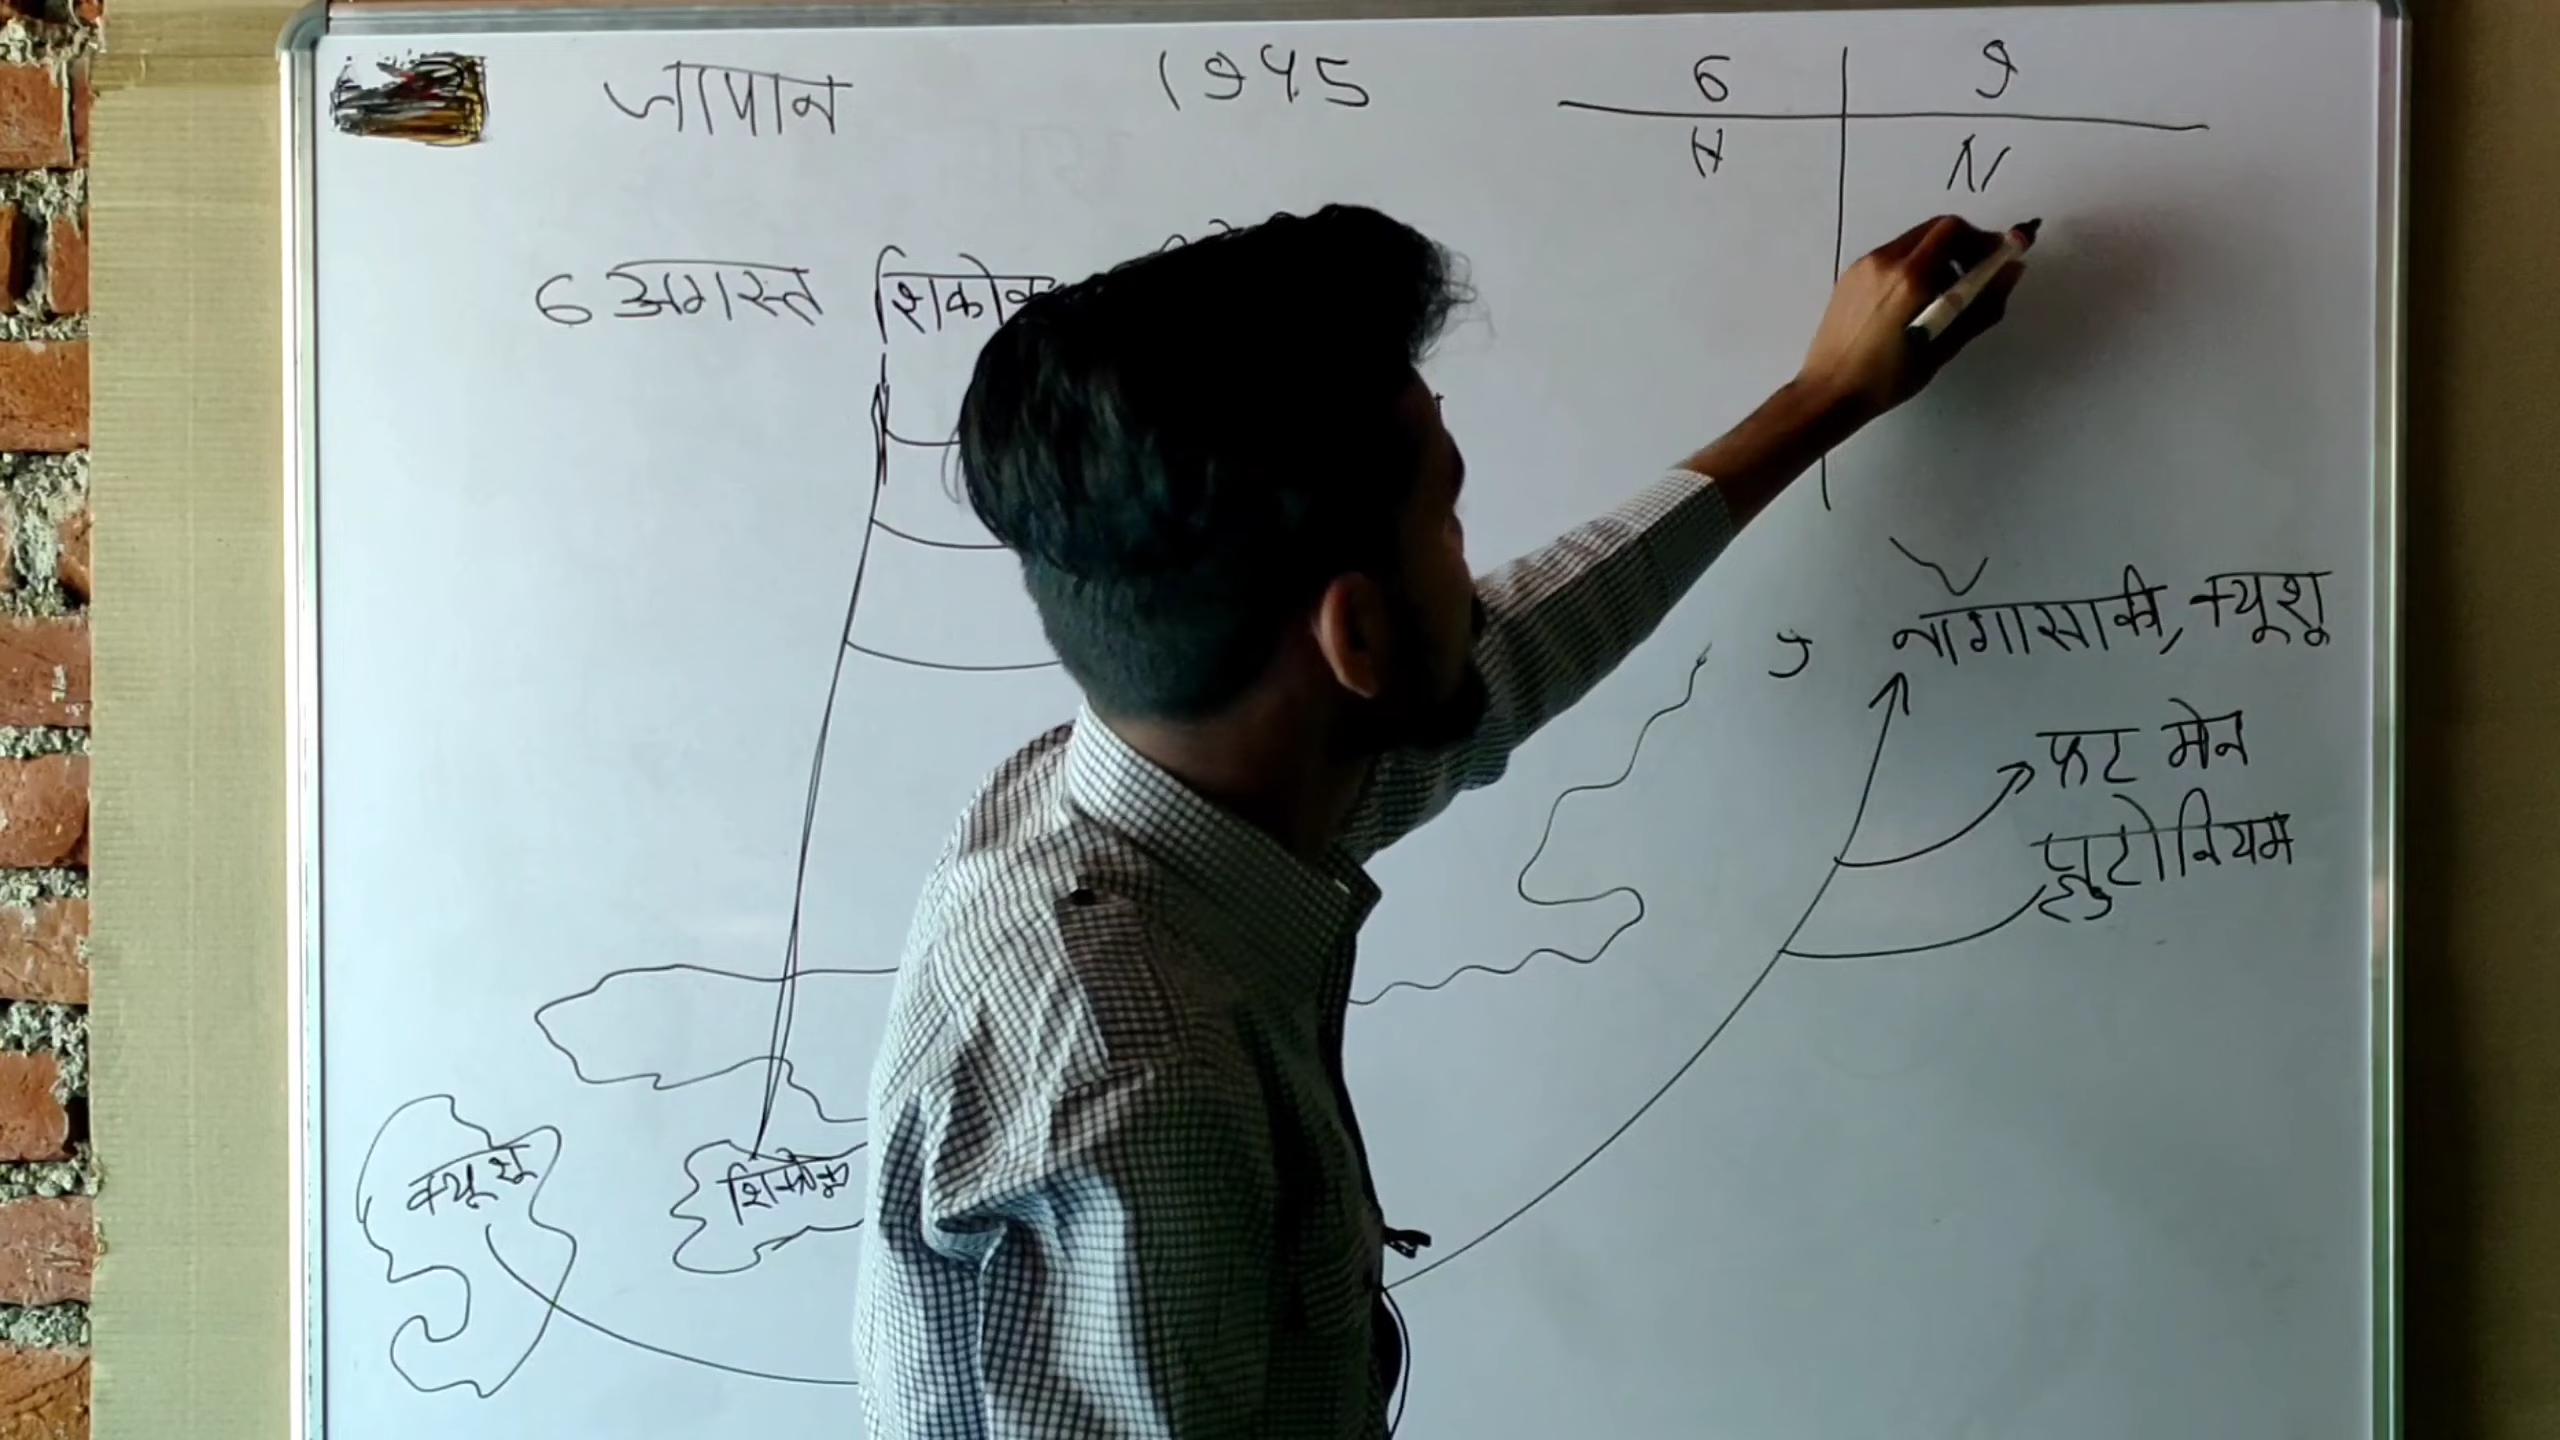 जापान 1945
6 9
H N
6 अगस्त शिकोकू
नागासाकी, क्यूशू
फट मेन
प्लुटोनियम
क्यूशू
शिकोकू